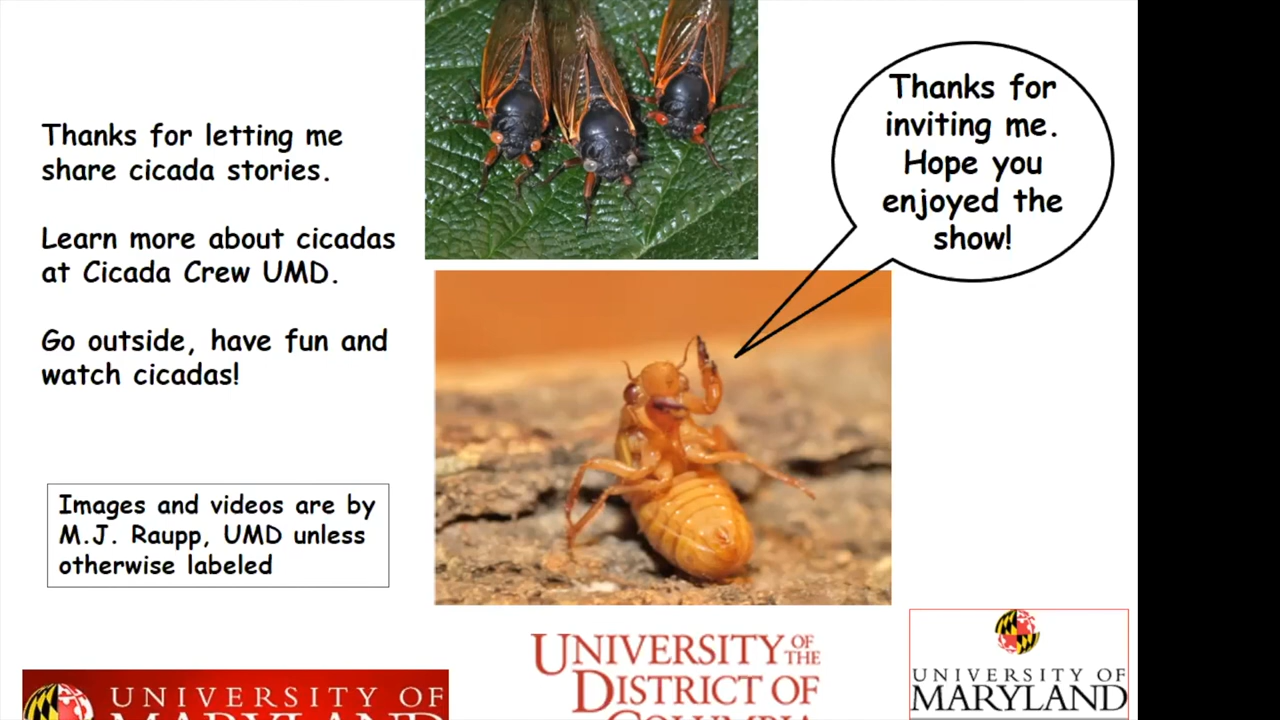 Thanks for letting me
share cicada stories.
Learn more about cicadas
at Cicada Crew UMD.
Go outside, have fun and
watch cicadas!
Images and videos are by
M.J. Raupp, UMD unless
otherwise labeled
Thanks for
inviting me.
Hope you
enjoyed the
show!
UNIVERSITY OF
MARYLAND
UNIVERSITY OF THE
DISTRICT OF
COLUMBIA
UNIVERSITY OF
MARYLAND